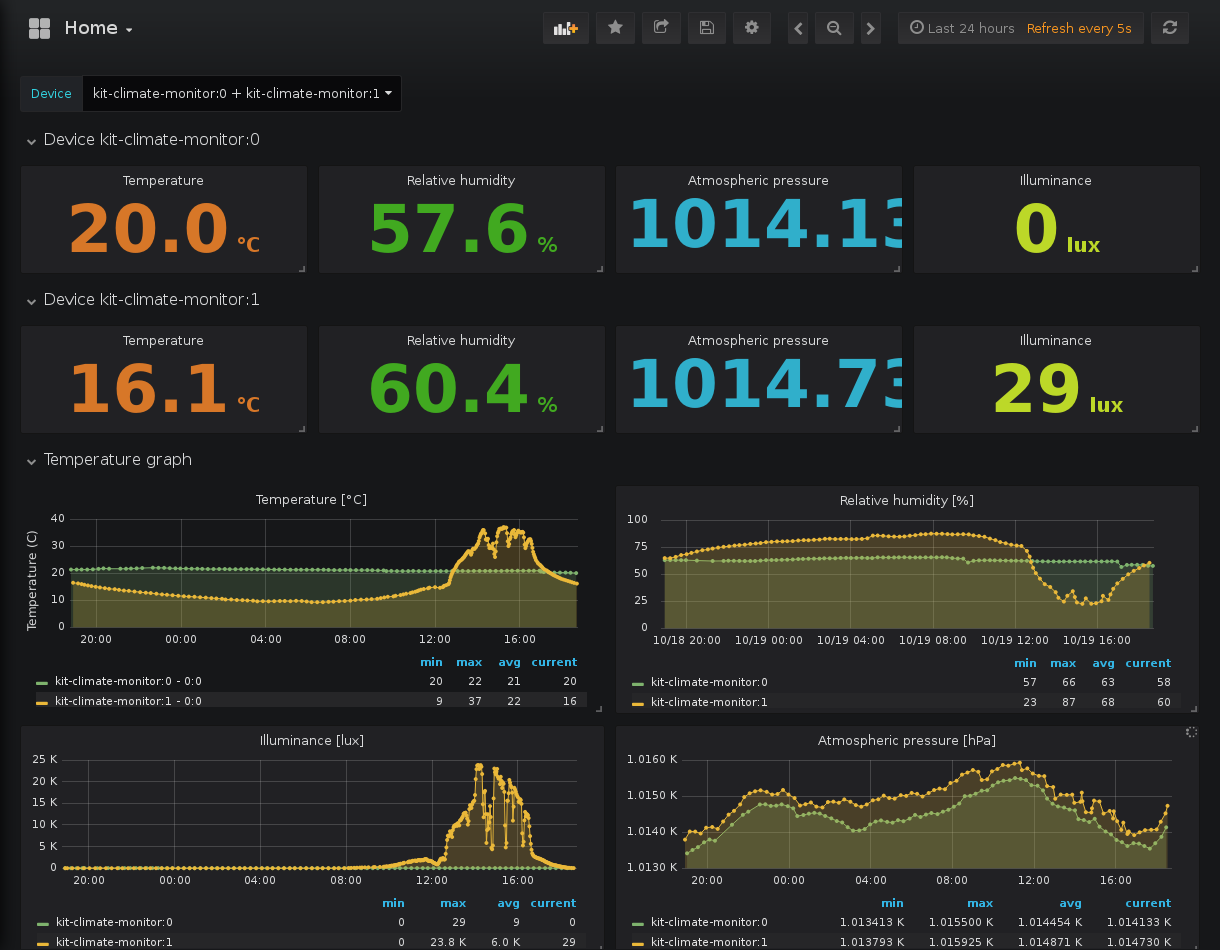 Home
Last 24 hours Refresh every 5s
Device kit-climate-monitor:0 + kit-climate-monitor:1
Device kit-climate-monitor:0
Temperature Relative humidity Atmospheric pressure Illuminance
20.0 °C 57.6 % 1014.13 0 lux
Device kit-climate-monitor:1
Temperature Relative humidity Atmospheric pressure Illuminance
16.1 °C 60.4 % 1014.73 29 lux
Temperature graph
Temperature [°C]
Temperature (C)
40
30
20
10
0
20:00 00:00 04:00 08:00 12:00 16:00
min max avg current
kit-climate-monitor:0 - 0:0 20 22 21 20
kit-climate-monitor:1 - 0:0 9 37 22 16
Relative humidity [%]
100
75
50
25
0
10/18 20:00 10/19 00:00 10/19 04:00 10/19 08:00 10/19 12:00 10/19 16:00
min max avg current
kit-climate-monitor:0 57 66 63 58
kit-climate-monitor:1 23 87 68 60
Illuminance [lux]
25 K
20 K
15 K
10 K
5 K
0
20:00 00:00 04:00 08:00 12:00 16:00
min max avg current
kit-climate-monitor:0 0 29 9 0
kit-climate-monitor:1 0 23.8 K 6.0 K 29
Atmospheric pressure [hPa]
1.0160 K
1.0150 K
1.0140 K
1.0130 K
20:00 00:00 04:00 08:00 12:00 16:00
min max avg current
kit-climate-monitor:0 1.013413 K 1.015500 K 1.014454 K 1.014133 K
kit-climate-monitor:1 1.013793 K 1.015925 K 1.014871 K 1.014730 K